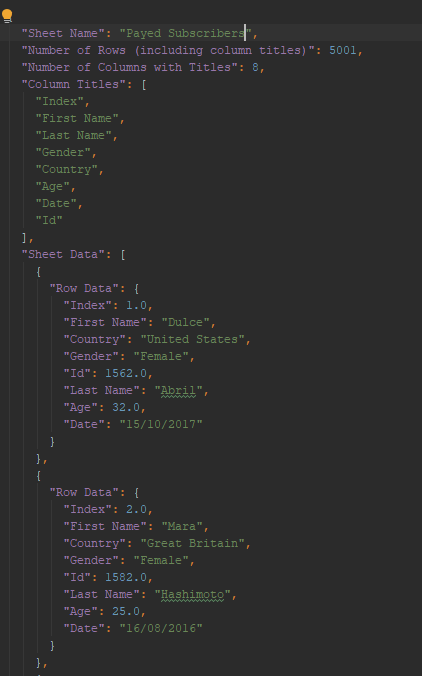 "Sheet Name": "Payed Subscribers",
"Number of Rows (including column titles)": 5001,
"Number of Columns with Titles": 8,
"Column Titles": [
"Index",
"First Name",
"Last Name",
"Gender",
"Country",
"Age",
"Date",
"Id"
],
"Sheet Data": [
{
"Row Data": {
"Index": 1.0,
"First Name": "Dulce",
"Country": "United States",
"Gender": "Female",
"Id": 1562.0,
"Last Name": "Abril",
"Age": 32.0,
"Date": "15/10/2017"
}
},
{
"Row Data": {
"Index": 2.0,
"First Name": "Mara",
"Country": "Great Britain",
"Gender": "Female",
"Id": 1582.0,
"Last Name": "Hashimoto",
"Age": 25.0,
"Date": "16/08/2016"
}
},